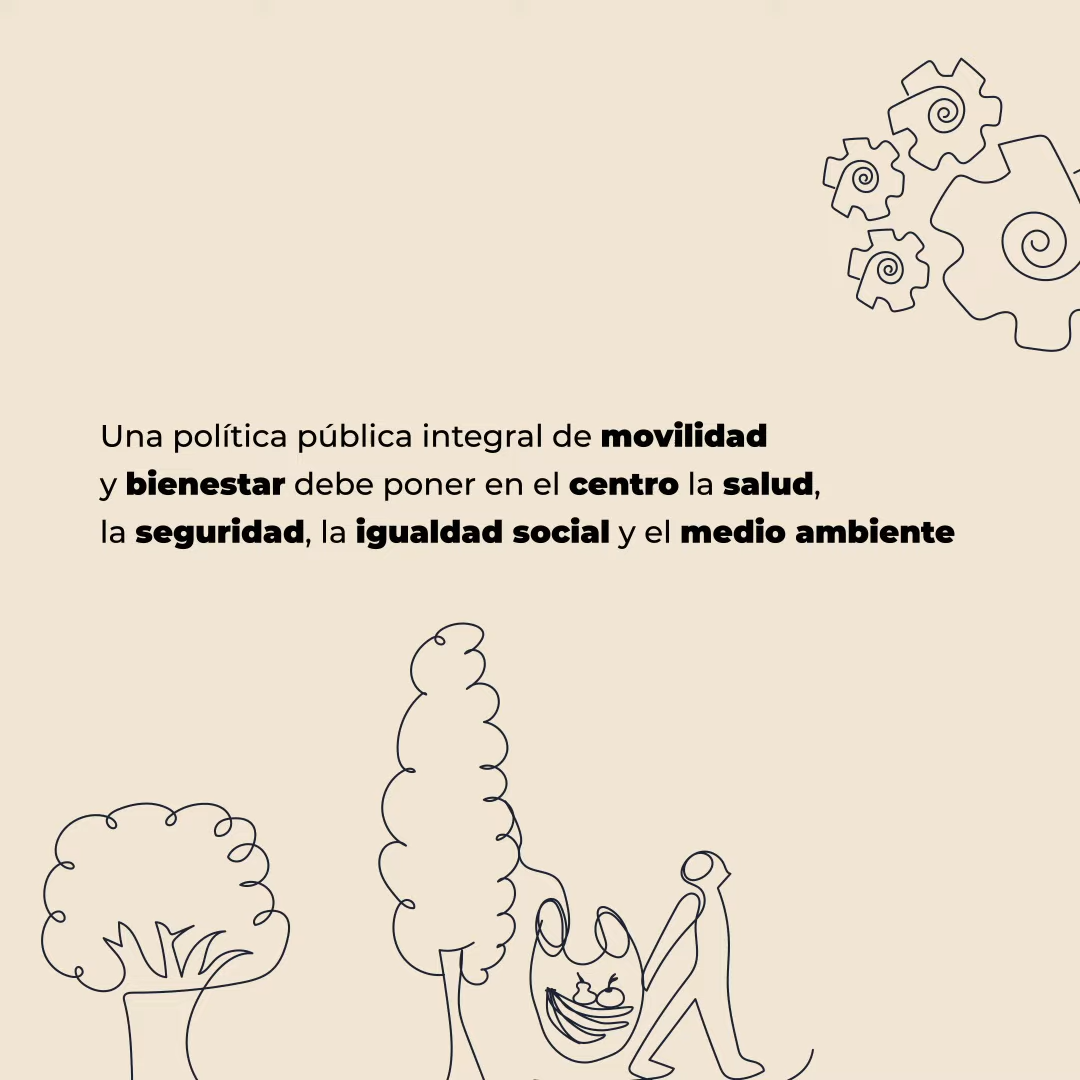 Una política pública integral de movilidad
y bienestar debe poner en el centro la salud,
la seguridad, la igualdad social y el medio ambiente